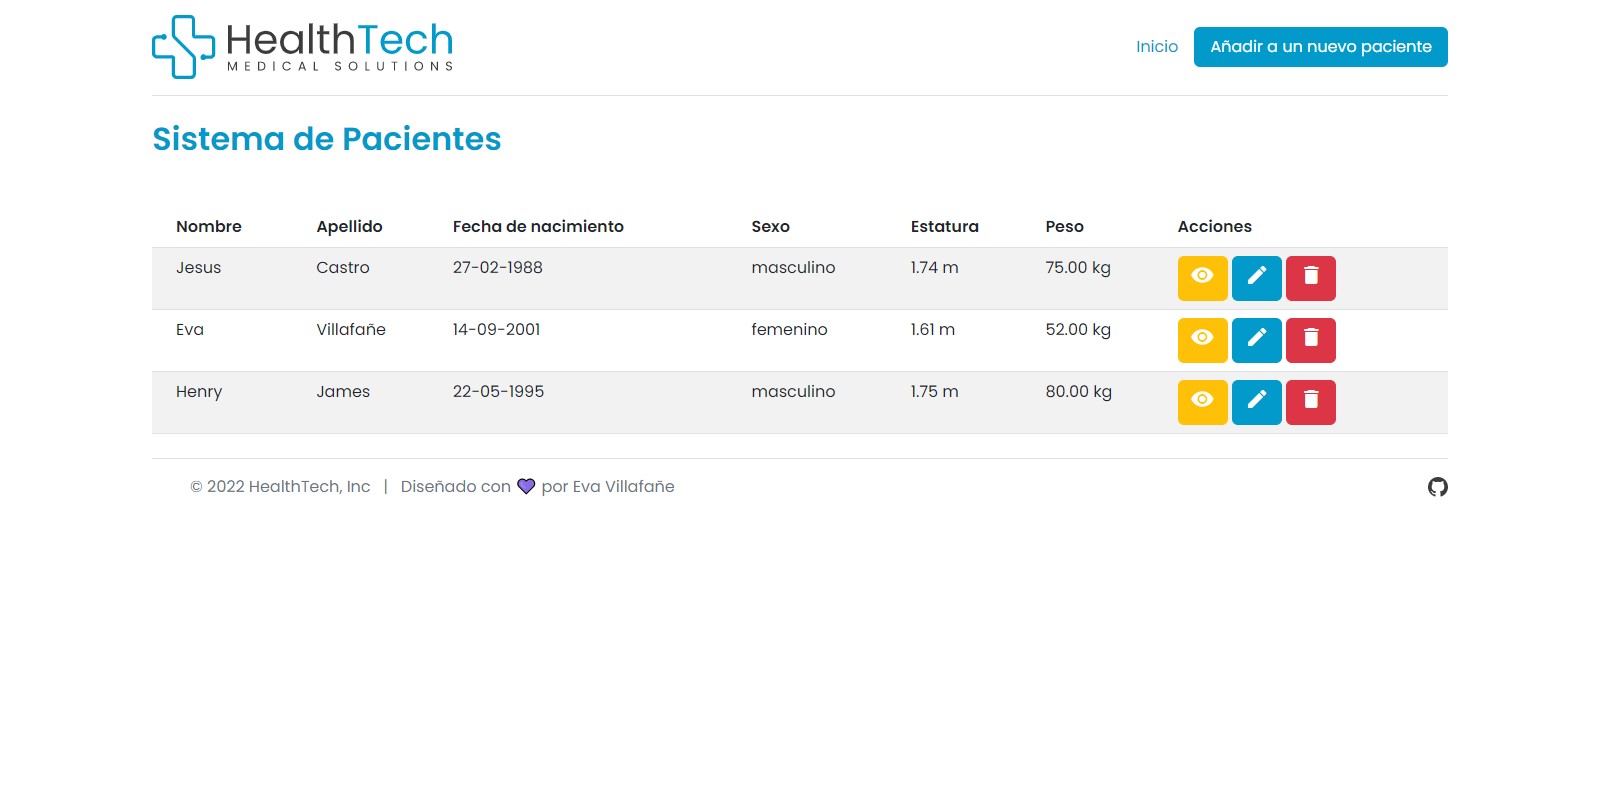 HealthTech
MEDICAL SOLUTIONS
Inicio
Añadir a un nuevo paciente
Sistema de Pacientes
Nombre Apellido Fecha de nacimiento Sexo Estatura Peso Acciones
Jesus Castro 27-02-1988 masculino 1.74 m 75.00 kg
Eva Villafañe 14-09-2001 femenino 1.61 m 52.00 kg
Henry James 22-05-1995 masculino 1.75 m 80.00 kg
© 2022 HealthTech, Inc | Diseñado con 💜 por Eva Villafañe